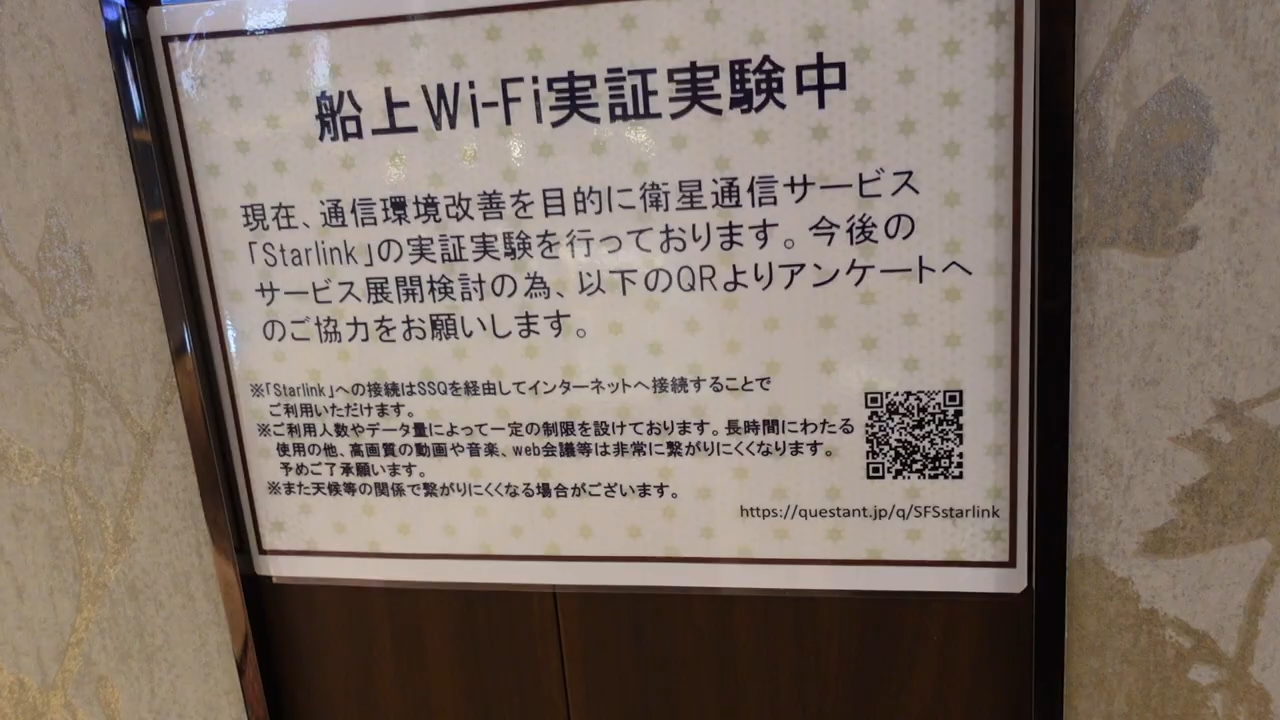 船上Wi-Fi実証実験中
現在、通信環境改善を目的に衛星通信サービス
「Starlink」の実証実験を行っております。今後の
サービス展開検討の為、以下のQRよりアンケートへ
のご協力をお願いします。
※「Starlink」への接続はSSQを経由してインターネットへ接続することで
ご利用いただけます。
※ご利用人数やデータ量によって一定の制限を設けております。長時間にわたる
使用の他、高画質の動画や音楽、web会議等は非常に繋がりにくくなります。
予めご了承願います。
※また天候等の関係で繋がりにくくなる場合がございます。
https://questant.jp/q/SFSstarlink